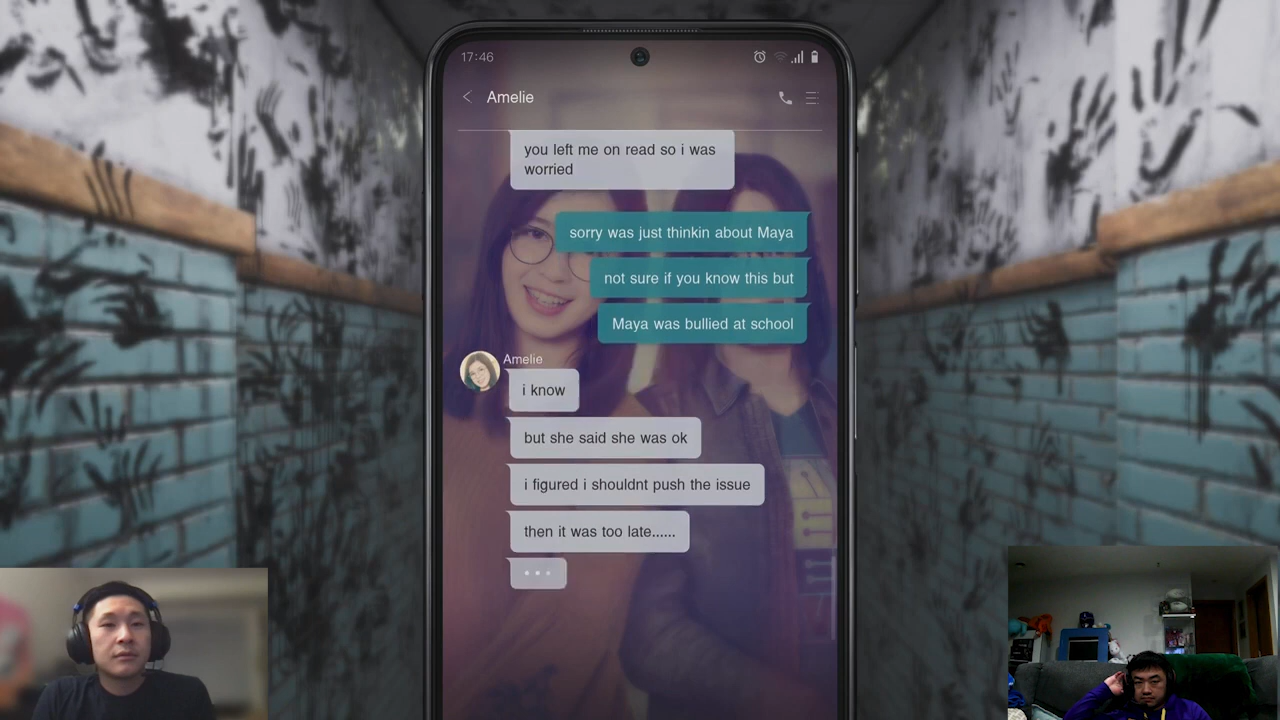 17:46
Amelie
you left me on read so i was
worried
sorry was just thinkin about Maya
not sure if you know this but
Maya was bullied at school
Amelie
i know
but she said she was ok
i figured i shouldnt push the issue
then it was too late......